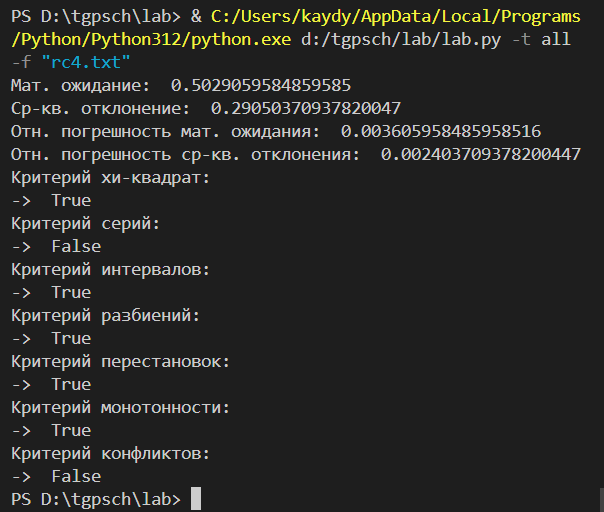 PS D:\tgpsch\lab> & C:/Users/kaydy/AppData/Local/Programs
/Python/Python312/python.exe d:/tgpsch/lab/lab.py -t all
-f "rc4.txt"
Мат. ожидание:  0.5029059584859585
Ср-кв. отклонение:  0.29050370937820047
Отн. погрешность мат. ожидания:  0.003605958485958516
Отн. погрешность ср-кв. отклонения:  0.002403709378200447
Критерий хи-квадрат:
->  True
Критерий серий:
->  False
Критерий интервалов:
->  True
Критерий разбиений:
->  True
Критерий перестановок:
->  True
Критерий монотонности:
->  True
Критерий конфликтов:
->  False
PS D:\tgpsch\lab>